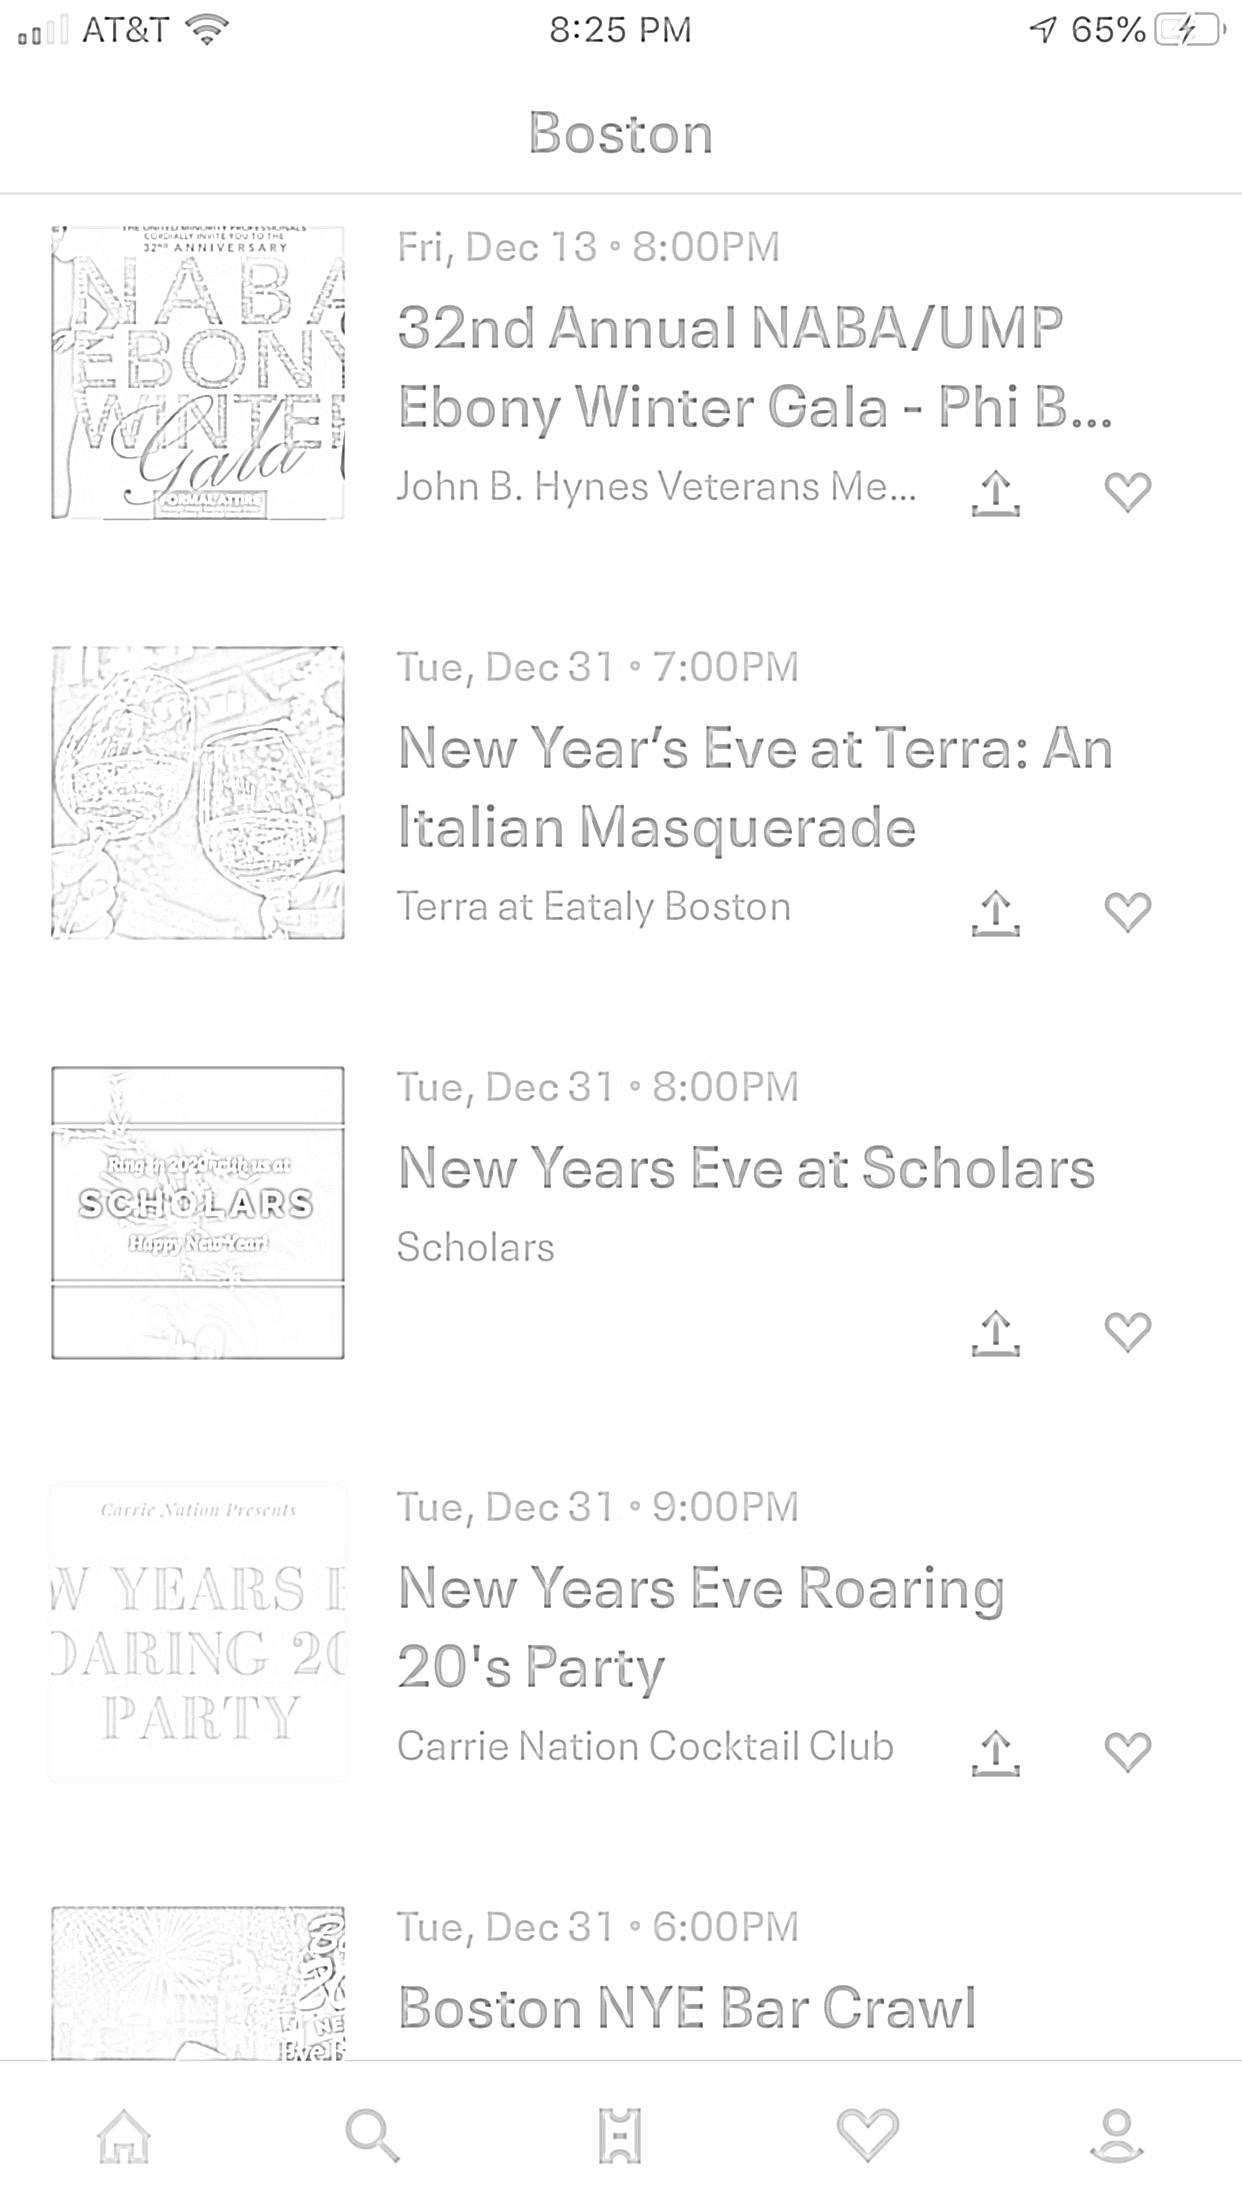 AT&T
8:25 PM
65%
Boston
THE UNITED MINORITY PROFESSIONALS
CORDIALLY INVITE YOU TO THE
32ND ANNIVERSARY
NABA
EBONY
WINTER
Gala
FORMAL ATTIRE
Fri, Dec 13 • 8:00PM
32nd Annual NABA/UMP
Ebony Winter Gala - Phi B...
John B. Hynes Veterans Me...
Tue, Dec 31 • 7:00PM
New Year’s Eve at Terra: An
Italian Masquerade
Terra at Eataly Boston
Ring in 2020 with us at
SCHOLARS
Happy New Year!
Tue, Dec 31 • 8:00PM
New Years Eve at Scholars
Scholars
Carrie Nation Presents
W YEARS E
OARING 20
PARTY
Tue, Dec 31 • 9:00PM
New Years Eve Roaring
20's Party
Carrie Nation Cocktail Club
NE
Eve
Tue, Dec 31 • 6:00PM
Boston NYE Bar Crawl